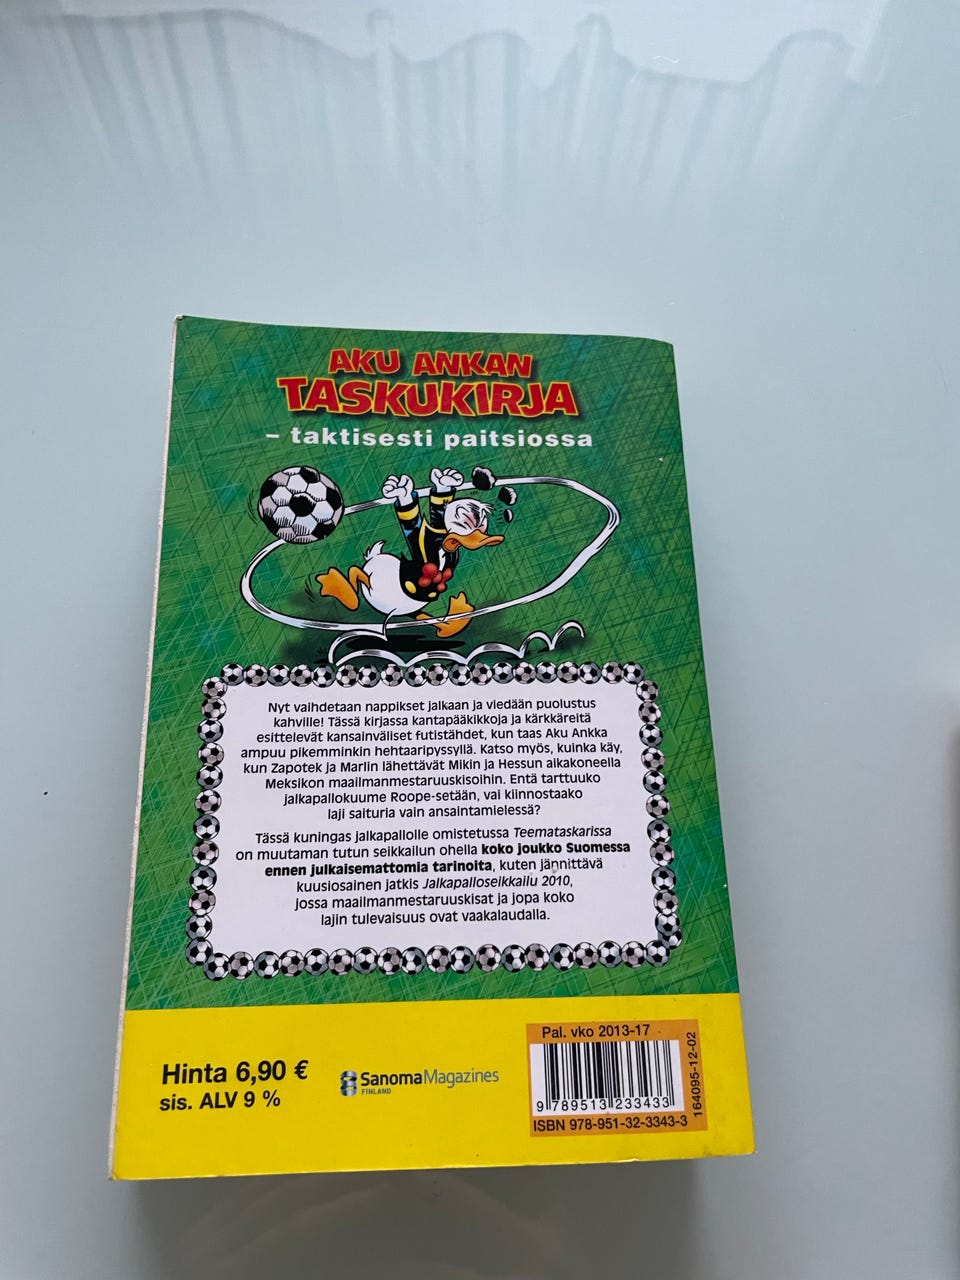 AKU ANKAN
TASKUKIRJA
– taktisesti paitsiossa
Nyt vaihdetaan nappikset jalkaan ja viedään puolustus
kahville! Tässä kirjassa kantapääkikkoja ja kärkkäreitä
esittelevät kansainväliset futistähdet, kun taas Aku Ankka
ampuu pikemminkin hehtaaripyssyllä. Katso myös, kuinka käy,
kun Zapotek ja Marlin lähettävät Mikin ja Hessun aikakoneella
Meksikon maailmanmestaruuskisoihin. Entä tarttuuko
jalkapallokuume Roope-setään, vai kiinnostaako
laji saituria vain ansaintamielessä?
Tässä kuningas jalkapallolle omistetussa Teemataskarissa
on muutaman tutun seikkailun ohella koko joukko Suomessa
ennen julkaisemattomia tarinoita, kuten jännittävä
kuusiosainen jatkis Jalkapalloseikkailu 2010,
jossa maailmanmestaruuskisat ja jopa koko
lajin tulevaisuus ovat vaakalaudalla.
Hinta 6,90 €
sis. ALV 9 %
SanomaMagazines
FINLAND
Pal. vko 2013-17
9 789513 233433
ISBN 978-951-32-3343-3
164095-12-02